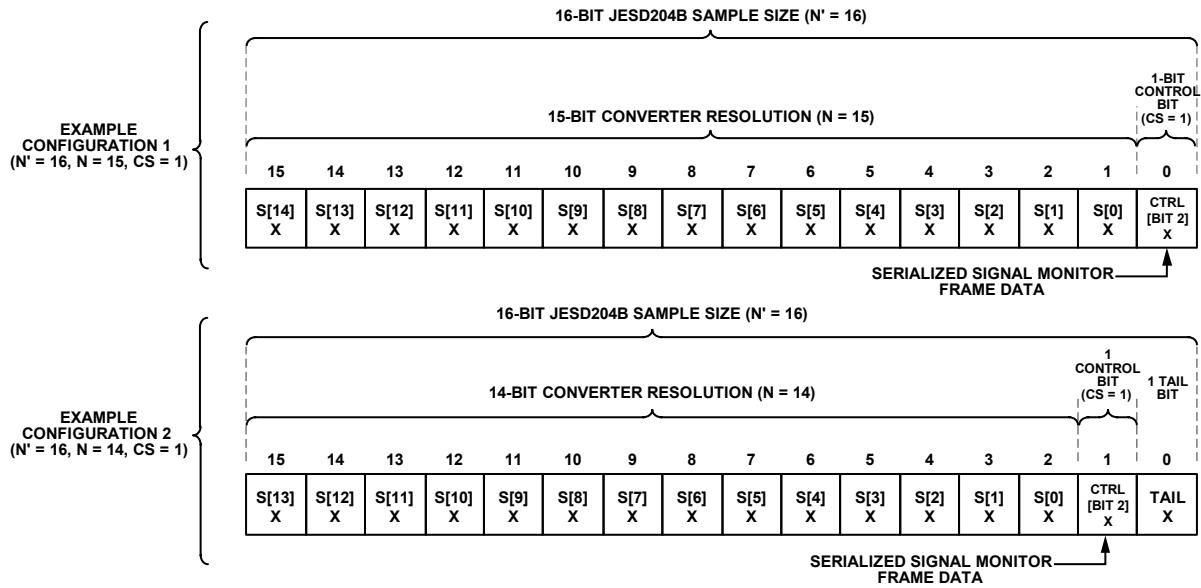 16-BIT JESD204B SAMPLE SIZE (N' = 16)
1-BIT
CONTROL
BIT
(CS = 1)
15-BIT CONVERTER RESOLUTION (N = 15)
EXAMPLE
CONFIGURATION 1
(N' = 16, N = 15, CS = 1)
15 14 13 12 11 10 9 8 7 6 5 4 3 2 1 0
S[14] S[13] S[12] S[11] S[10] S[9] S[8] S[7] S[6] S[5] S[4] S[3] S[2] S[1] S[0] CTRL
[BIT 2]
X X X X X X X X X X X X X X X X
SERIALIZED SIGNAL MONITOR
FRAME DATA
16-BIT JESD204B SAMPLE SIZE (N' = 16)
1
CONTROL
BIT
(CS = 1)
1 TAIL
BIT
14-BIT CONVERTER RESOLUTION (N = 14)
EXAMPLE
CONFIGURATION 2
(N' = 16, N = 14, CS = 1)
15 14 13 12 11 10 9 8 7 6 5 4 3 2 1 0
S[13] S[12] S[11] S[10] S[9] S[8] S[7] S[6] S[5] S[4] S[3] S[2] S[1] S[0] CTRL
[BIT 2] TAIL
X X X X X X X X X X X X X X X X
SERIALIZED SIGNAL MONITOR
FRAME DATA